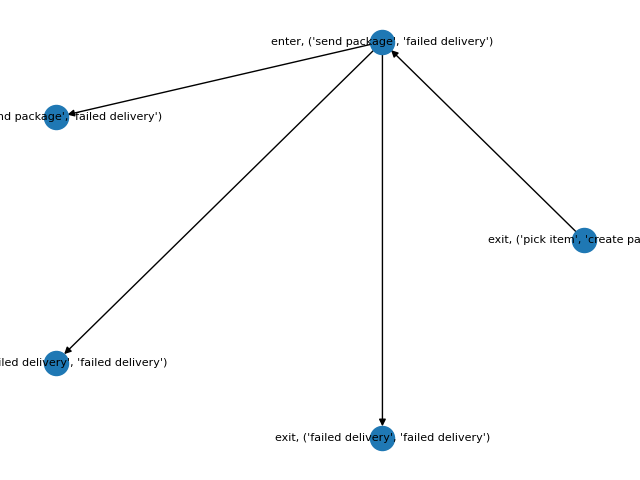 enter, ('send package', 'failed delivery')
nd package', 'failed delivery')
exit, ('pick item', 'create pa
iled delivery', 'failed delivery')
exit, ('failed delivery', 'failed delivery')